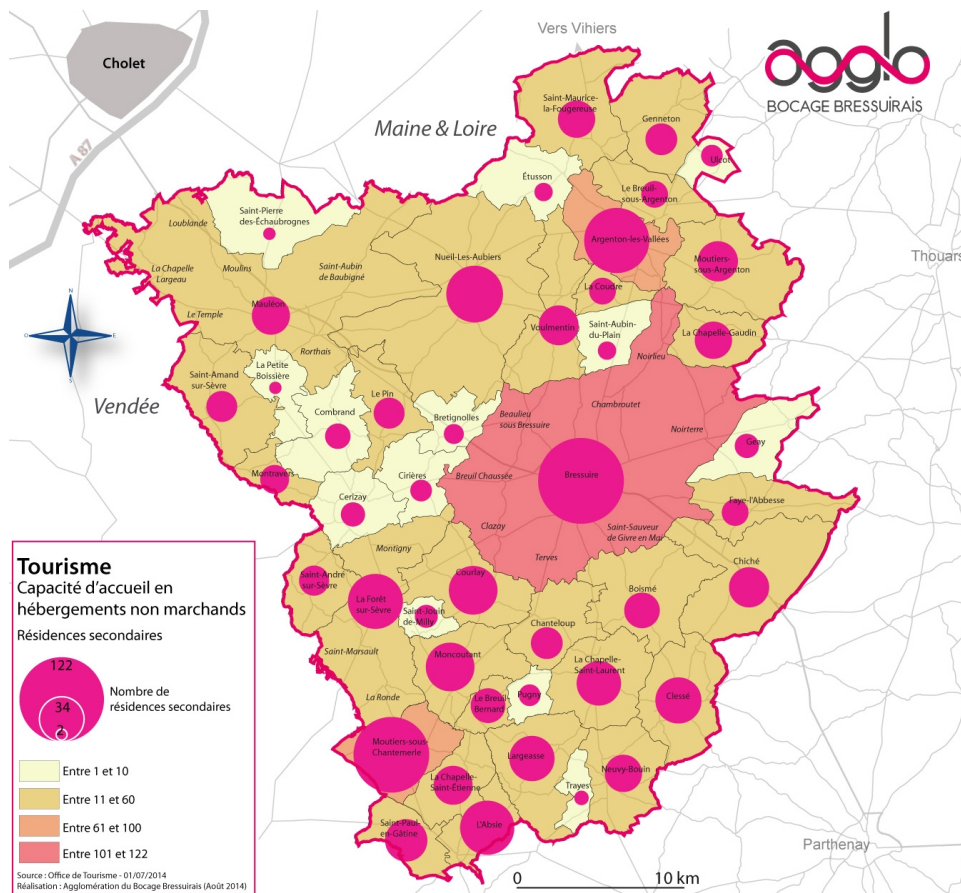 Vers Vihiers
Cholet
agglo
BOCAGE BRESSUIRAIS
A 87
Maine & Loire
Saint-Maurice-
la-Fougereuse
Genneton
Ulcot
Étusson
Le Breuil-
sous-Argenton
Saint-Pierre
des-Échaubrognes
Loublande
Argenton-les-Vallées
Nueil-Les-Aubiers
Moutiers-
sous-Argenton
Thouars
La Chapelle
Largeau
Moulins
Saint-Aubin
de Baubigné
La Coudre
Mauléon
Le Temple
Voulmentin
Saint-Aubin-
du-Plain
La Chapelle-Gaudin
N
O
E
S
Noirlieu
Rorthais
La Petite
Boissière
Saint-Amand
sur-Sèvre
Vendée
Le Pin
Combrand
Bretignolles
Beaulieu
sous Bressuire
Chambroutet
Noirterre
Geay
Montravers
Cirières
Breuil Chaussée
Bressuire
Cerizay
Faye-l'Abbesse
Clazay
Saint-Sauveur
de Givre en Mai
Montigny
Terves
Chiché
Saint-André
sur-Sèvre
La Forêt
sur-Sèvre
Courlay
Boismé
Saint-Jouin
de-Milly
Chanteloup
Saint-Marsault
Moncoutant
La Chapelle-
Saint-Laurent
La Ronde
Le Breuil-
Bernard
Pugny
Clessé
Moutiers-sous-
Chantemerle
Largeasse
La Chapelle-
Saint-Étienne
Trayes
Neuvy-Bouin
Saint-Paul-
en-Gâtine
L'Absie
Parthenay
0
10 km
Tourisme
Capacité d'accueil en
hébergements non marchands
Résidences secondaires
122
34
2
Nombre de
résidences secondaires
Entre 1 et 10
Entre 11 et 60
Entre 61 et 100
Entre 101 et 122
Source : Office de Tourisme - 01/07/2014
Réalisation : Agglomération du Bocage Bressuirais (Août 2014)